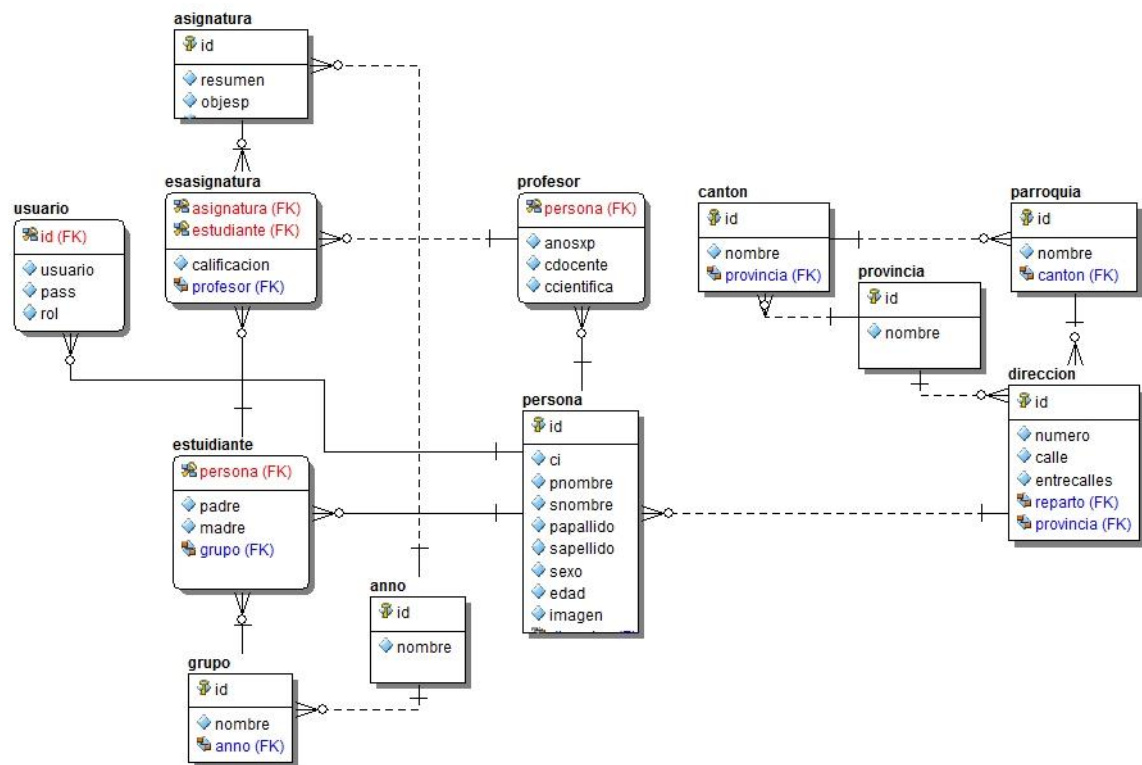 asignatura
id
resumen
objesp
esasignatura
asignatura (FK)
estudiante (FK)
calificacion
profesor (FK)
usuario
id (FK)
usuario
pass
rol
profesor
persona (FK)
anosxp
cdocente
ccientifica
canton
id
nombre
provincia (FK)
parroquia
id
nombre
canton (FK)
provincia
id
nombre
direccion
id
numero
calle
entrecalles
reparto (FK)
provincia (FK)
persona
id
ci
pnombre
snombre
papallido
sapellido
sexo
edad
imagen
estuidiante
persona (FK)
padre
madre
grupo (FK)
anno
id
nombre
grupo
id
nombre
anno (FK)